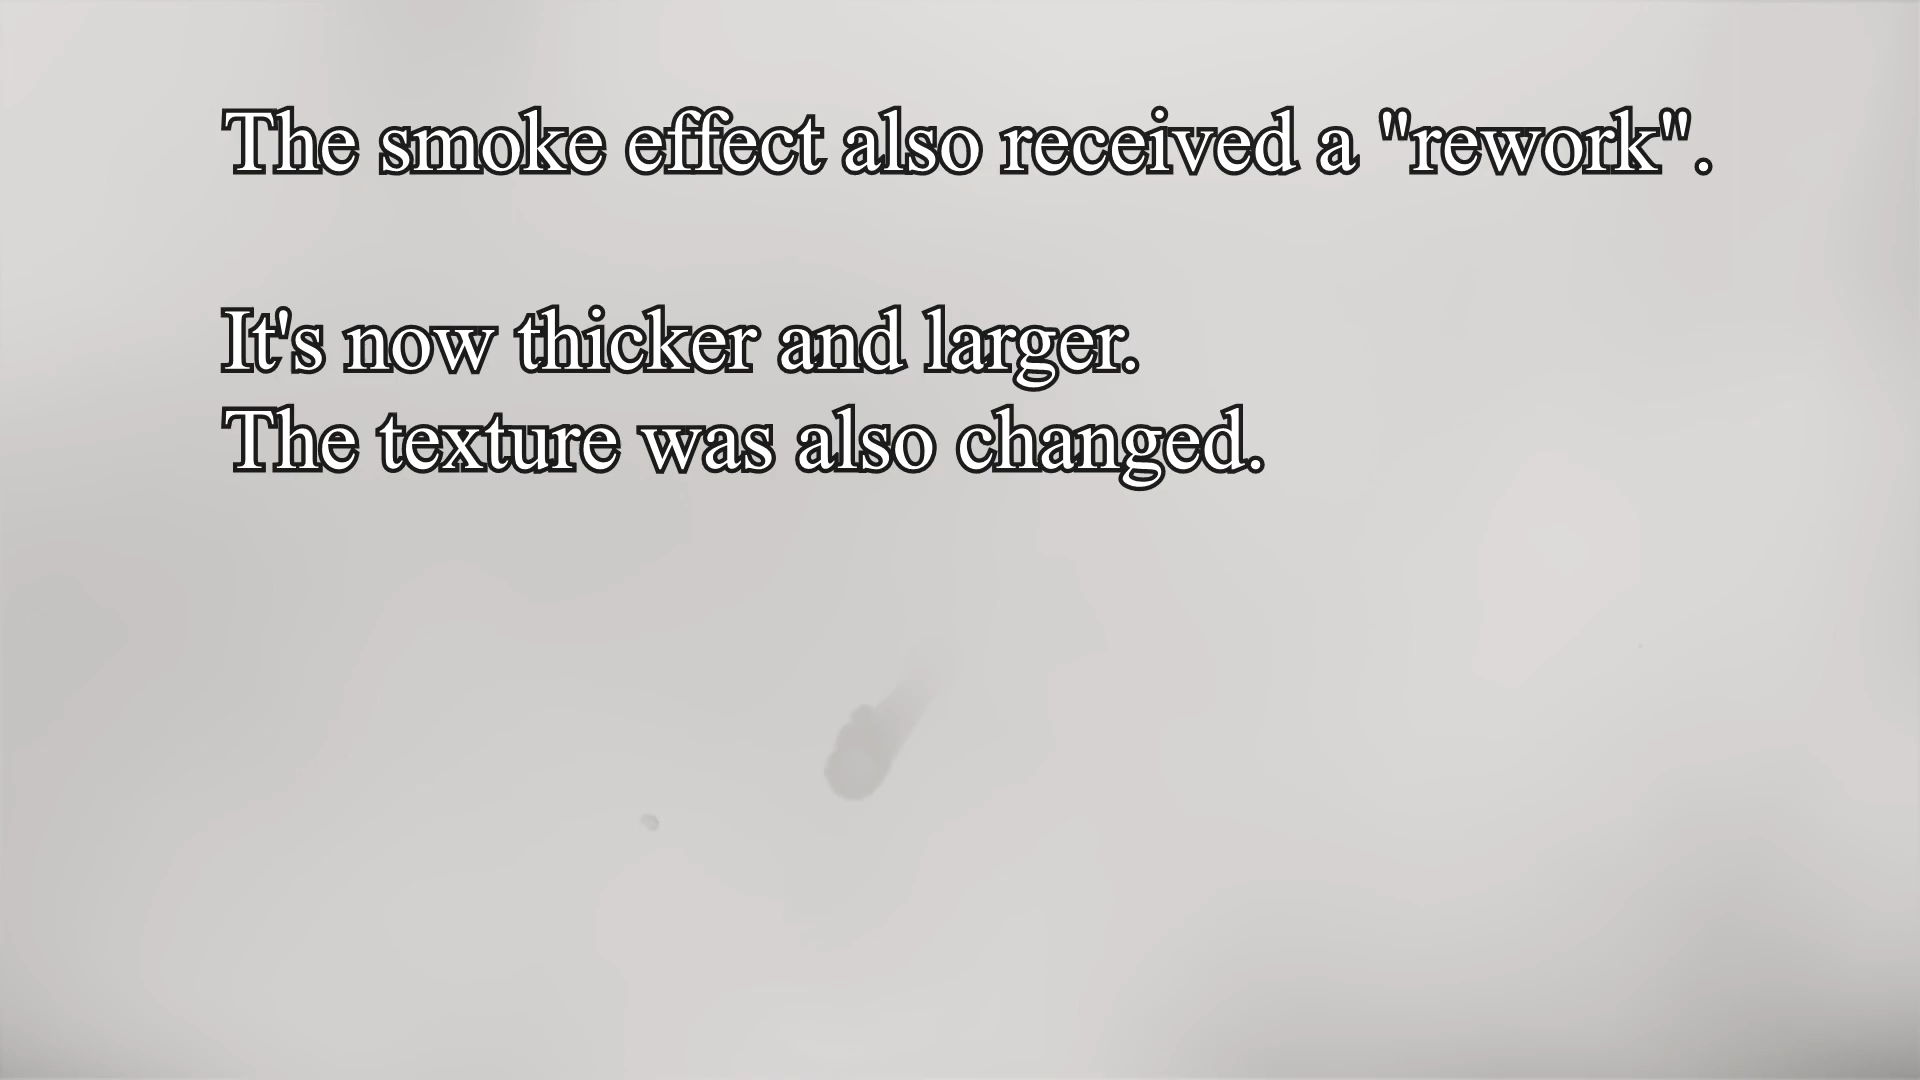 The smoke effect also received a "rework".
It's now thicker and larger.
The texture was also changed.